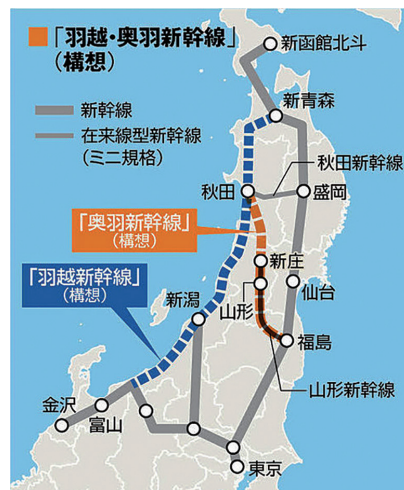 「羽越・奥羽新幹線」
（構想）
新幹線
在来線型新幹線
（ミニ規格）
新函館北斗
新青森
秋田新幹線
秋田
盛岡
「奥羽新幹線」
（構想）
新庄
仙台
「羽越新幹線」
（構想）
新潟
山形
福島
山形新幹線
金沢
富山
東京